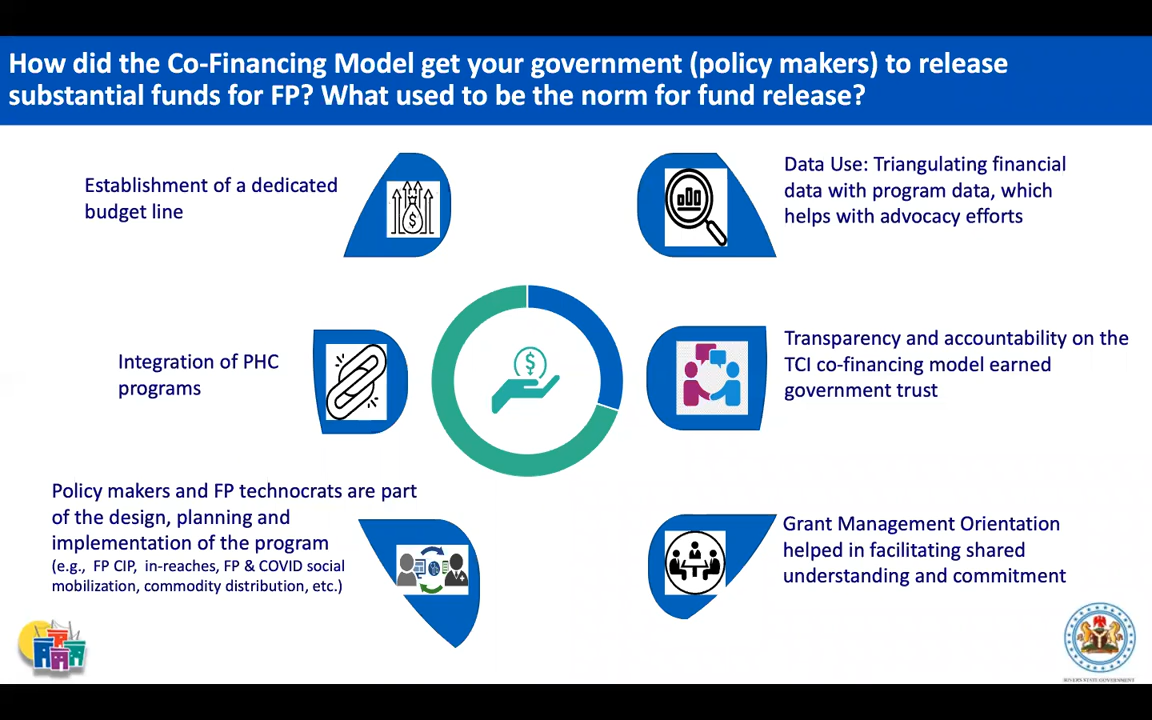 How did the Co-Financing Model get your government (policy makers) to release
substantial funds for FP? What used to be the norm for fund release?
Establishment of a dedicated
budget line
Data Use: Triangulating financial
data with program data, which
helps with advocacy efforts
Integration of PHC
programs
Transparency and accountability on the
TCI co-financing model earned
government trust
Policy makers and FP technocrats are part
of the design, planning and
implementation of the program
(e.g., FP CIP, in-reaches, FP & COVID social
mobilization, commodity distribution, etc.)
Grant Management Orientation
helped in facilitating shared
understanding and commitment
RIVERS STATE GOVERNMENT